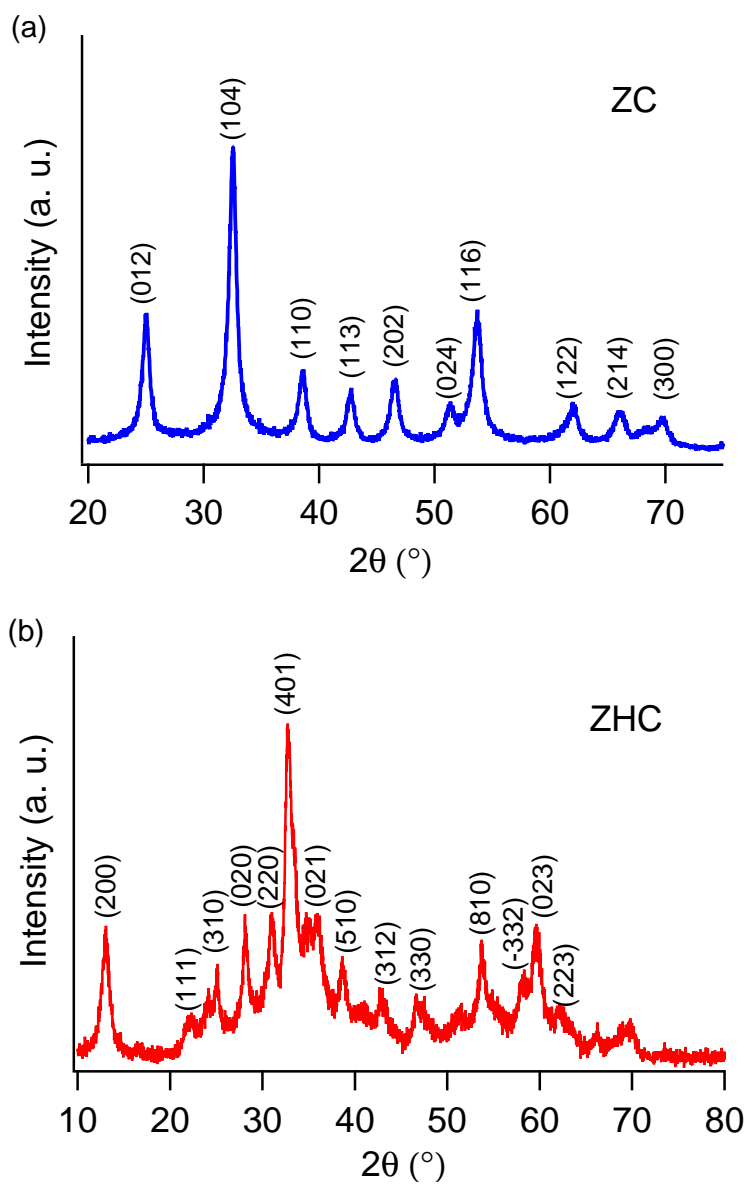 (a)
ZC
(012)
(104)
(110)
(113)
(202)
(024)
(116)
(122)
(214)
(300)
Intensity (a. u.)
20 30 40 50 60 70
2θ (°)
(b)
ZHC
(200)
(111)
(310)
(020)
(220)
(401)
(021)
(510)
(312)
(330)
(810)
(-332)
(023)
(223)
Intensity (a. u.)
10 20 30 40 50 60 70 80
2θ (°)